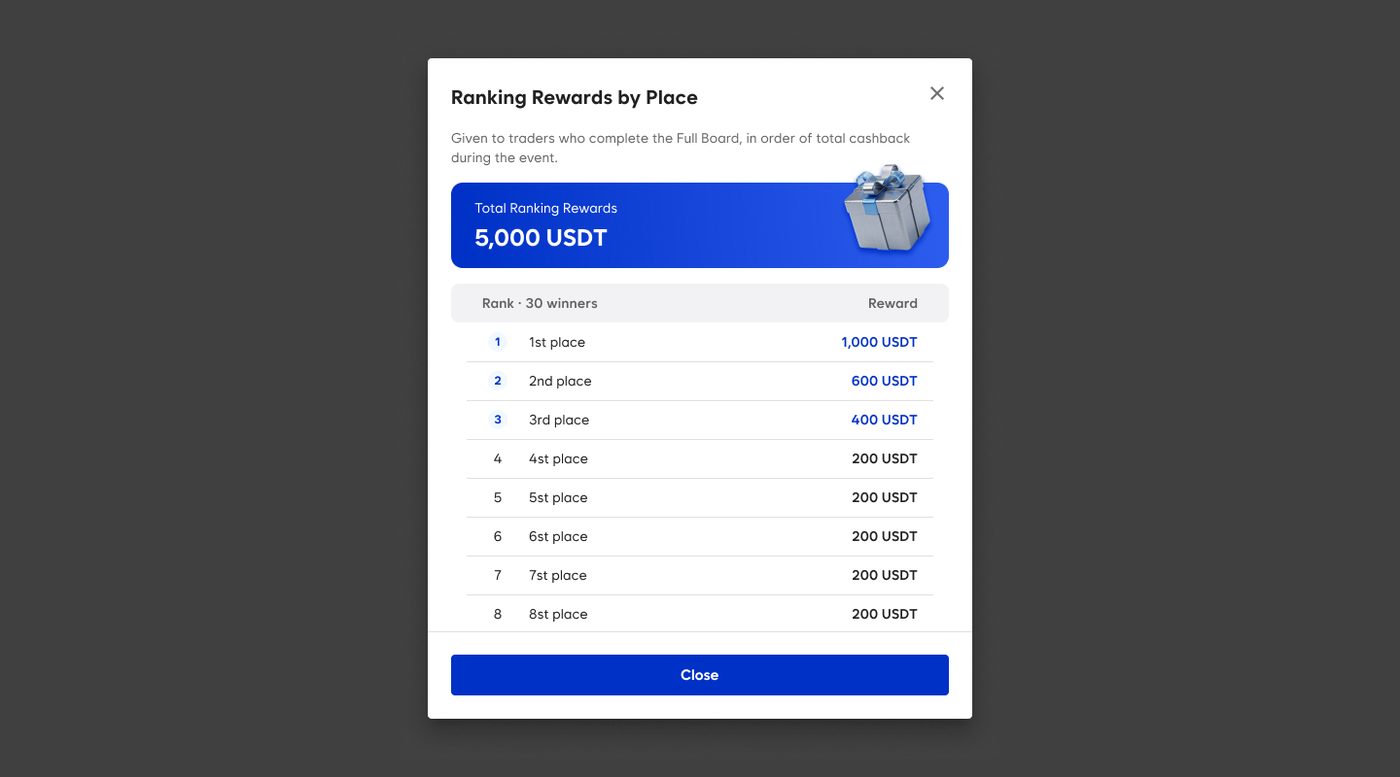 Ranking Rewards by Place
Given to traders who complete the Full Board, in order of total cashback
during the event.
Total Ranking Rewards
5,000 USDT
Rank · 30 winners Reward
1 1st place 1,000 USDT
2 2nd place 600 USDT
3 3rd place 400 USDT
4 4st place 200 USDT
5 5st place 200 USDT
6 6st place 200 USDT
7 7st place 200 USDT
8 8st place 200 USDT
Close